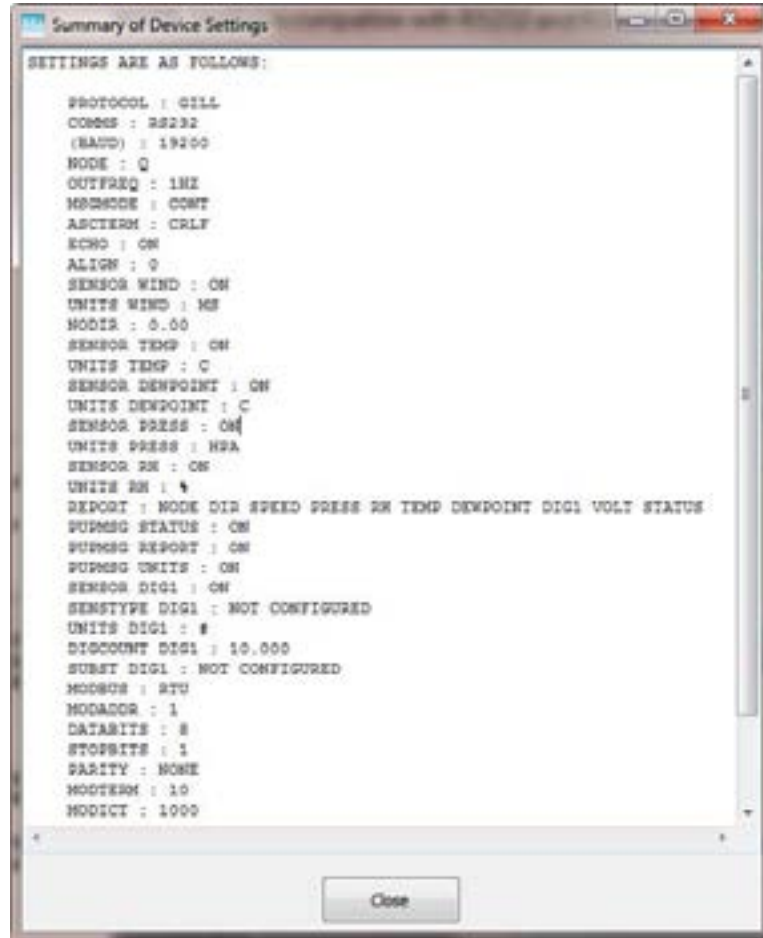 Summary of Device Settings
SETTINGS ARE AS FOLLOWS:
PROTOCOL : GILL
COMMS : RS232
(BAUD) : 19200
NODE : Q
OUTFREQ : 1HZ
MSGMODE : CONT
ASCTERM : CRLF
ECHO : ON
ALIGN : 0
SENSOR WIND : ON
UNITS WIND : MS
NODIR : 0.00
SENSOR TEMP : ON
UNITS TEMP : C
SENSOR DEWPOINT : ON
UNITS DEWPOINT : C
SENSOR PRESS : ON
UNITS PRESS : HPA
SENSOR RH : ON
UNITS RH : %
REPORT : NODE DIR SPEED PRESS RH TEMP DEWPOINT DIG1 VOLT STATUS
PUPMSG STATUS : ON
PUPMSG REPORT : ON
PUPMSG UNITS : ON
SENSOR DIG1 : ON
SENSTYPE DIG1 : NOT CONFIGURED
UNITS DIG1 : #
DIGCOUNT DIG1 : 10.000
SUBST DIG1 : NOT CONFIGURED
MODBUS : RTU
MODADDR : 1
DATABITS : 8
STOPBITS : 1
PARITY : NONE
MODTERM : 10
MODICT : 1000
Close